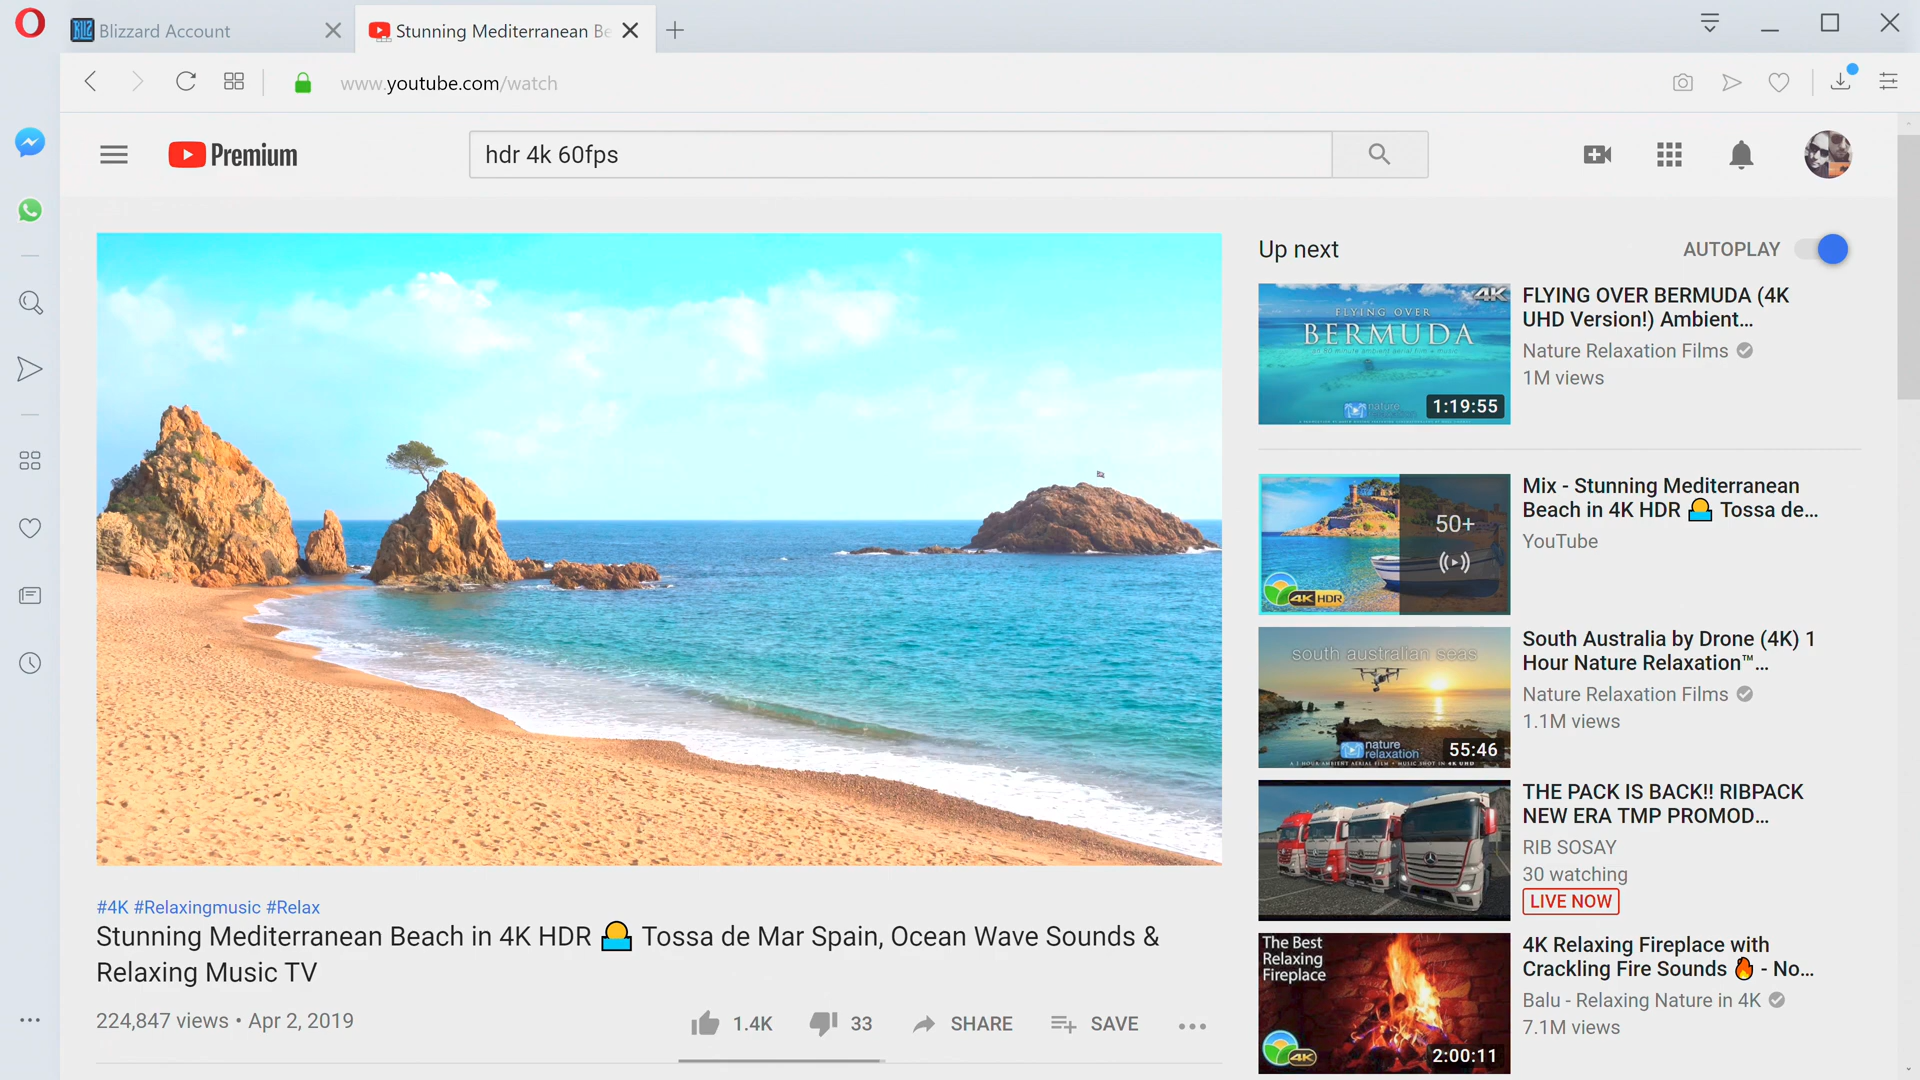 Blizzard Account
Stunning Mediterranean Be
www.youtube.com/watch
Premium
hdr 4k 60fps
Up next
AUTOPLAY
4K
FLYING OVER
BERMUDA
nature
relaxation
1:19:55
FLYING OVER BERMUDA (4K
UHD Version!) Ambient...
Nature Relaxation Films
1M views
50+
4K HDR
Mix - Stunning Mediterranean
Beach in 4K HDR 🌅 Tossa de...
YouTube
south australian seas
nature
relaxation
55:46
South Australia by Drone (4K) 1
Hour Nature Relaxation™...
Nature Relaxation Films
1.1M views
THE PACK IS BACK!! RIBPACK
NEW ERA TMP PROMOD...
RIB SOSAY
30 watching
LIVE NOW
The Best
Relaxing
Fireplace
4K
2:00:11
4K Relaxing Fireplace with
Crackling Fire Sounds 🔥 - No...
Balu - Relaxing Nature in 4K
7.1M views
#4K #Relaxingmusic #Relax
Stunning Mediterranean Beach in 4K HDR 🌅 Tossa de Mar Spain, Ocean Wave Sounds &
Relaxing Music TV
224,847 views • Apr 2, 2019
1.4K
33
SHARE
SAVE